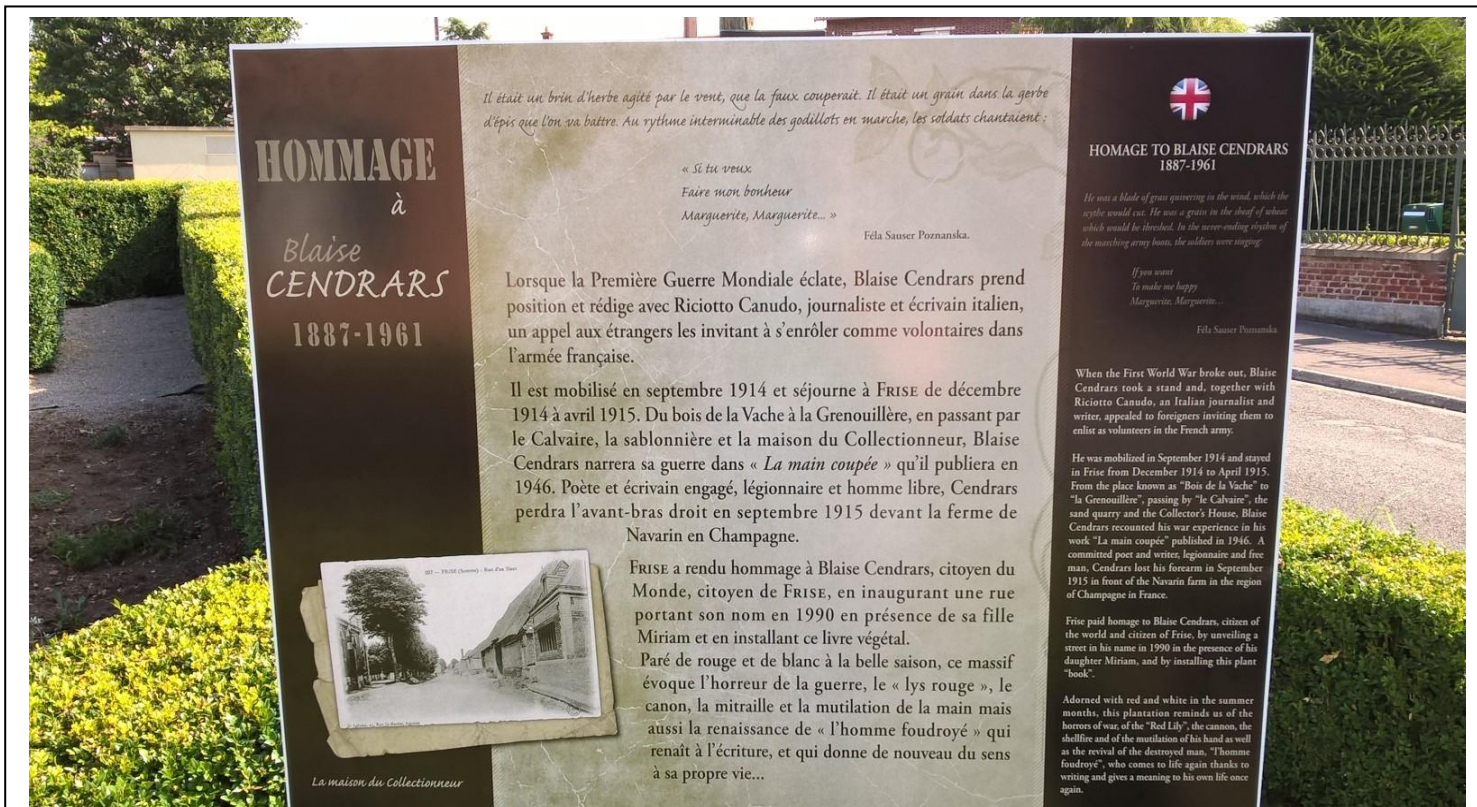 HOMMAGE
à
Blaise
CENDRARS
1887-1961
Il était un brin d'herbe agité par le vent, que la faux couperait. Il était un grain dans la gerbe
d'épis que l'on va battre. Au rythme interminable des godillots en marche, les soldats chantaient :
« Si tu veux
Faire mon bonheur
Marguerite, Marguerite... »
Féla Sauser Poznanska.
Lorsque la Première Guerre Mondiale éclate, Blaise Cendrars prend
position et rédige avec Riciotto Canudo, journaliste et écrivain italien,
un appel aux étrangers les invitant à s'enrôler comme volontaires dans
l'armée française.
Il est mobilisé en septembre 1914 et séjourne à FRISE de décembre
1914 à avril 1915. Du bois de la Vache à la Grenouillère, en passant par
le Calvaire, la sablonnière et la maison du Collectionneur, Blaise
Cendrars narrera sa guerre dans « La main coupée » qu'il publiera en
1946. Poète et écrivain engagé, légionnaire et homme libre, Cendrars
perdra l'avant-bras droit en septembre 1915 devant la ferme de
Navarin en Champagne.
FRISE a rendu hommage à Blaise Cendrars, citoyen du
Monde, citoyen de FRISE, en inaugurant une rue
portant son nom en 1990 en présence de sa fille
Miriam et en installant ce livre végétal.
Paré de rouge et de blanc à la belle saison, ce massif
évoque l'horreur de la guerre, le « lys rouge », le
canon, la mitraille et la mutilation de la main mais
aussi la renaissance de « l'homme foudroyé » qui
renaît à l'écriture, et qui donne de nouveau du sens
à sa propre vie...
FRISE (Somme) - Rue
La maison du Collectionneur
HOMAGE TO BLAISE CENDRARS
1887-1961
He was a blade of grass quivering in the wind, which the
scythe would cut. He was a grain in the sheaf of wheat
which would be threshed. In the never-ending rhythm of
the marching army boots, the soldiers were singing:
If you want
To make me happy
Marguerite, Marguerite...
Féla Sauser Poznanska
When the First World War broke out, Blaise
Cendrars took a stand and, together with
Riciotto Canudo, an Italian journalist and
writer, appealed to foreigners inviting them to
enlist as volunteers in the French army.
He was mobilized in September 1914 and stayed
in Frise from December 1914 to April 1915.
From the place known as "Bois de la Vache" to
"la Grenouillère", passing by "le Calvaire", the
sand quarry and the Collector's House, Blaise
Cendrars recounted his war experience in his
work "La main coupée" published in 1946. A
committed poet and writer, legionnaire and free
man, Cendrars lost his forearm in September
1915 in front of the Navarin farm in the region
of Champagne in France.
Frise paid homage to Blaise Cendrars, citizen of
the world and citizen of Frise, by unveiling a
street in his name in 1990 in the presence of his
daughter Miriam, and by installing this plant
"book".
Adorned with red and white in the summer
months, this plantation reminds us of the
horrors of war, of the "Red Lily", the cannon, the
shellfire and of the mutilation of his hand as well
as the revival of the destroyed man, "l'homme
foudroyé", who comes to life again thanks to
writing and gives a meaning to his own life once
again.